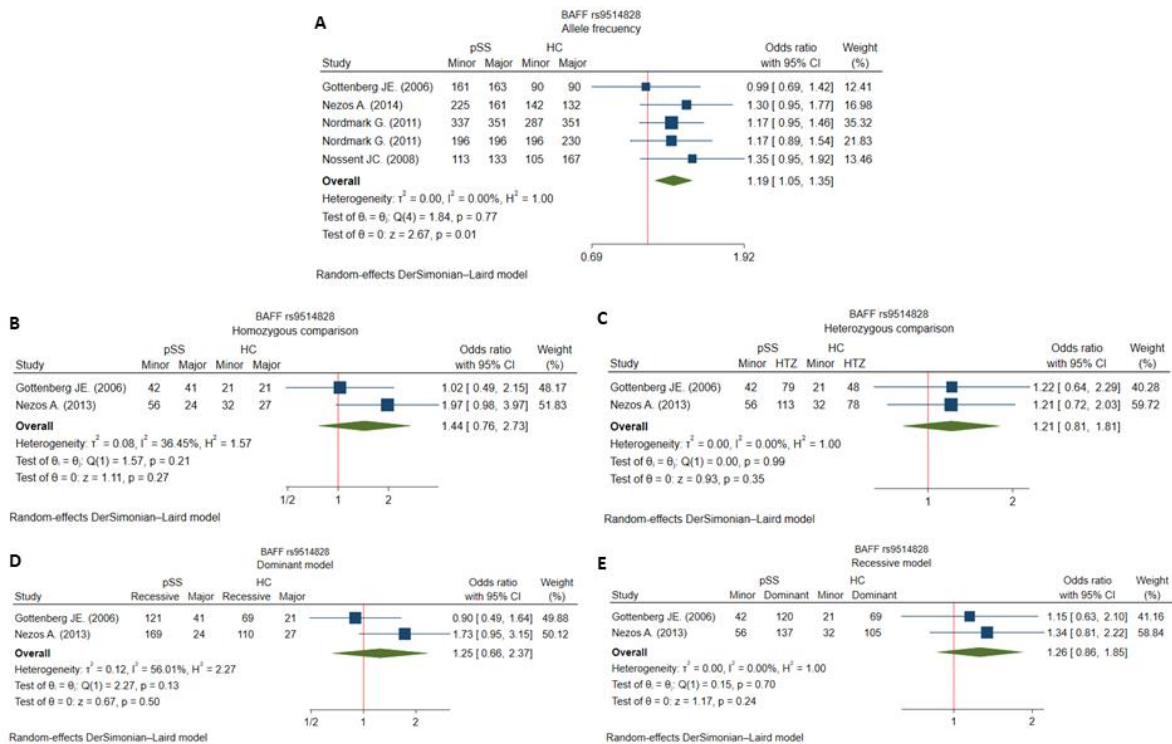 A
BAFF rs9514828
Allele frecuency
pSS HC Odds ratio Weight
Study Minor Major Minor Major with 95% CI (%)
Gottenberg JE. (2006) 161 163 90 90 0.99 [ 0.69, 1.42] 12.41
Nezos A. (2014) 225 161 142 132 1.30 [ 0.95, 1.77] 16.98
Nordmark G. (2011) 337 351 287 351 1.17 [ 0.95, 1.46] 35.32
Nordmark G. (2011) 196 196 196 230 1.17 [ 0.89, 1.54] 21.83
Nossent JC. (2008) 113 133 105 167 1.35 [ 0.95, 1.92] 13.46
Overall 1.19 [ 1.05, 1.35]
Heterogeneity: τ² = 0.00, I² = 0.00%, H² = 1.00
Test of θᵢ = θⱼ: Q(4) = 1.84, p = 0.77
Test of θ = 0: z = 2.67, p = 0.01
0.69 1.92
Random-effects DerSimonian–Laird model
B
BAFF rs9514828
Homozygous comparison
pSS HC Odds ratio Weight
Study Minor Major Minor Major with 95% CI (%)
Gottenberg JE. (2006) 42 41 21 21 1.02 [ 0.49, 2.15] 48.17
Nezos A. (2013) 56 24 32 27 1.97 [ 0.98, 3.97] 51.83
Overall 1.44 [ 0.76, 2.73]
Heterogeneity: τ² = 0.08, I² = 36.45%, H² = 1.57
Test of θᵢ = θⱼ: Q(1) = 1.57, p = 0.21
Test of θ = 0: z = 1.11, p = 0.27
1/2 1 2
Random-effects DerSimonian–Laird model
C
BAFF rs9514828
Heterozygous comparison
pSS HC Odds ratio Weight
Study Minor HTZ Minor HTZ with 95% CI (%)
Gottenberg JE. (2006) 42 79 21 48 1.22 [ 0.64, 2.29] 40.28
Nezos A. (2013) 56 113 32 78 1.21 [ 0.72, 2.03] 59.72
Overall 1.21 [ 0.81, 1.81]
Heterogeneity: τ² = 0.00, I² = 0.00%, H² = 1.00
Test of θᵢ = θⱼ: Q(1) = 0.00, p = 0.99
Test of θ = 0: z = 0.93, p = 0.35
1 2
Random-effects DerSimonian–Laird model
D
BAFF rs9514828
Dominant model
pSS HC Odds ratio Weight
Study Recessive Major Recessive Major with 95% CI (%)
Gottenberg JE. (2006) 121 41 69 21 0.90 [ 0.49, 1.64] 49.88
Nezos A. (2013) 169 24 110 27 1.73 [ 0.95, 3.15] 50.12
Overall 1.25 [ 0.66, 2.37]
Heterogeneity: τ² = 0.12, I² = 56.01%, H² = 2.27
Test of θᵢ = θⱼ: Q(1) = 2.27, p = 0.13
Test of θ = 0: z = 0.67, p = 0.50
1/2 1 2
Random-effects DerSimonian–Laird model
E
BAFF rs9514828
Recessive model
pSS HC Odds ratio Weight
Study Minor Dominant Minor Dominant with 95% CI (%)
Gottenberg JE. (2006) 42 120 21 69 1.15 [ 0.63, 2.10] 41.16
Nezos A. (2013) 56 137 32 105 1.34 [ 0.81, 2.22] 58.84
Overall 1.26 [ 0.86, 1.85]
Heterogeneity: τ² = 0.00, I² = 0.00%, H² = 1.00
Test of θᵢ = θⱼ: Q(1) = 0.15, p = 0.70
Test of θ = 0: z = 1.17, p = 0.24
1 2
Random-effects DerSimonian–Laird model